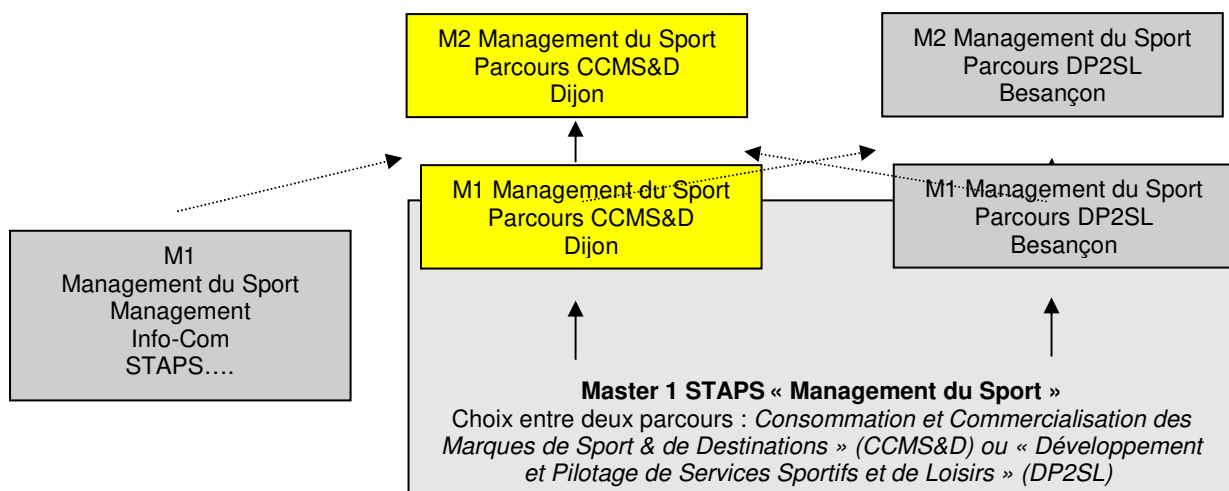 M2 Management du Sport
Parcours CCMS&D
Dijon
M2 Management du Sport
Parcours DP2SL
Besançon
M1 Management du Sport
Parcours CCMS&D
Dijon
M1 Management du Sport
Parcours DP2SL
Besançon
M1
Management du Sport
Management
Info-Com
STAPS….
Master 1 STAPS « Management du Sport »
Choix entre deux parcours : Consommation et Commercialisation des
Marques de Sport & de Destinations » (CCMS&D) ou « Développement
et Pilotage de Services Sportifs et de Loisirs » (DP2SL)